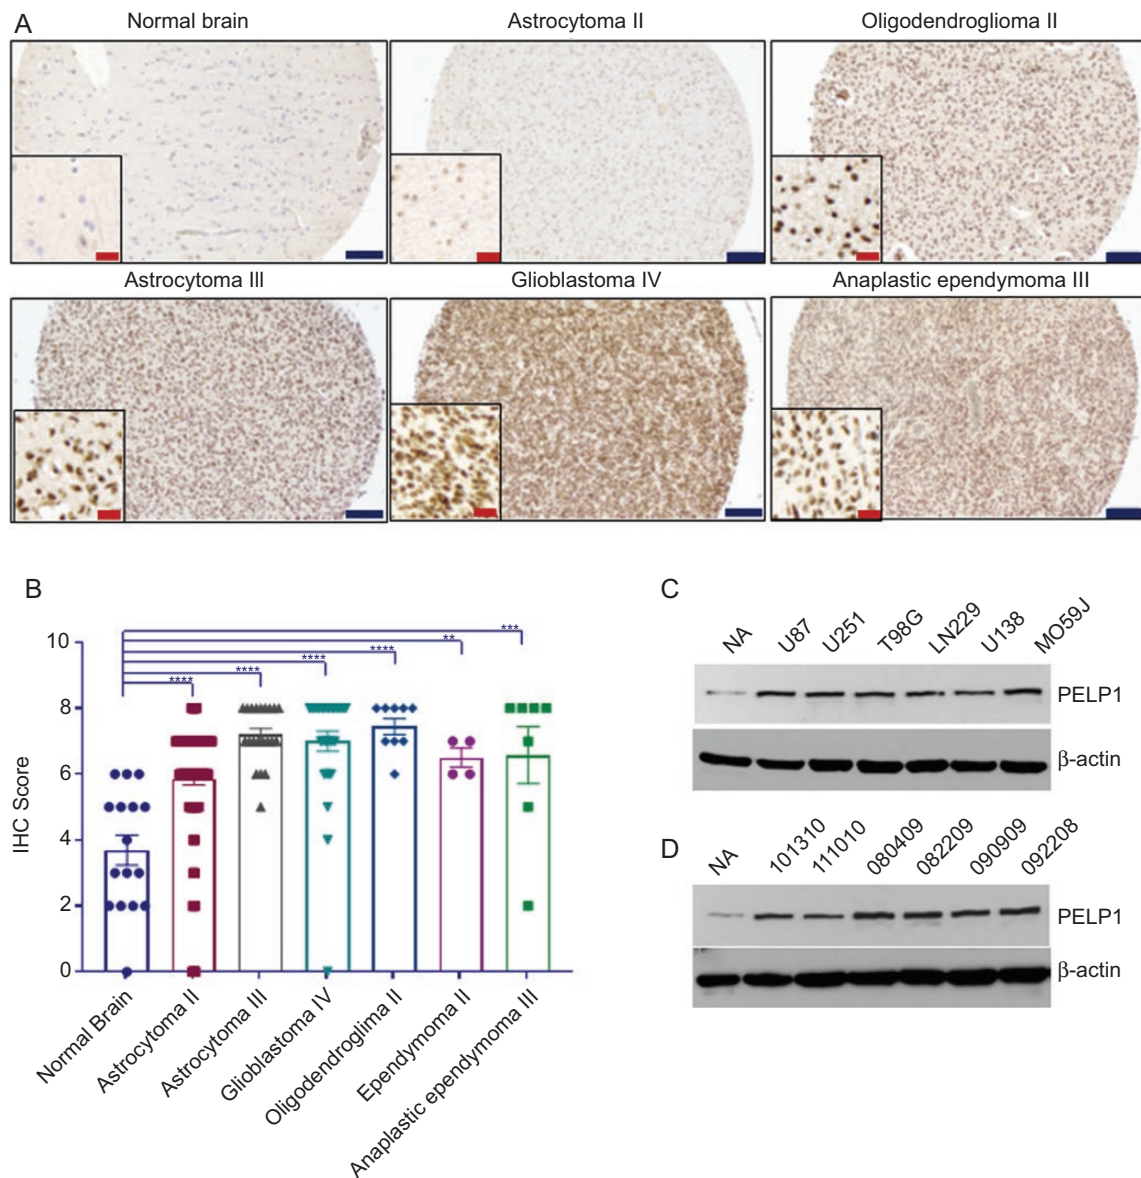 A
Normal brain
Astrocytoma II
Oligodendroglioma II
Astrocytoma III
Glioblastoma IV
Anaplastic ependymoma III
B
10
8
6
4
2
0
IHC Score
****
****
****
****
**
***
Normal Brain
Astrocytoma II
Astrocytoma III
Glioblastoma IV
Oligodendroglima II
Ependymoma II
Anaplastic ependymoma III
C
NA
U87
U251
T98G
LN229
U138
MO59J
PELP1
β-actin
D
NA
101310
111010
080409
082209
090909
092208
PELP1
β-actin